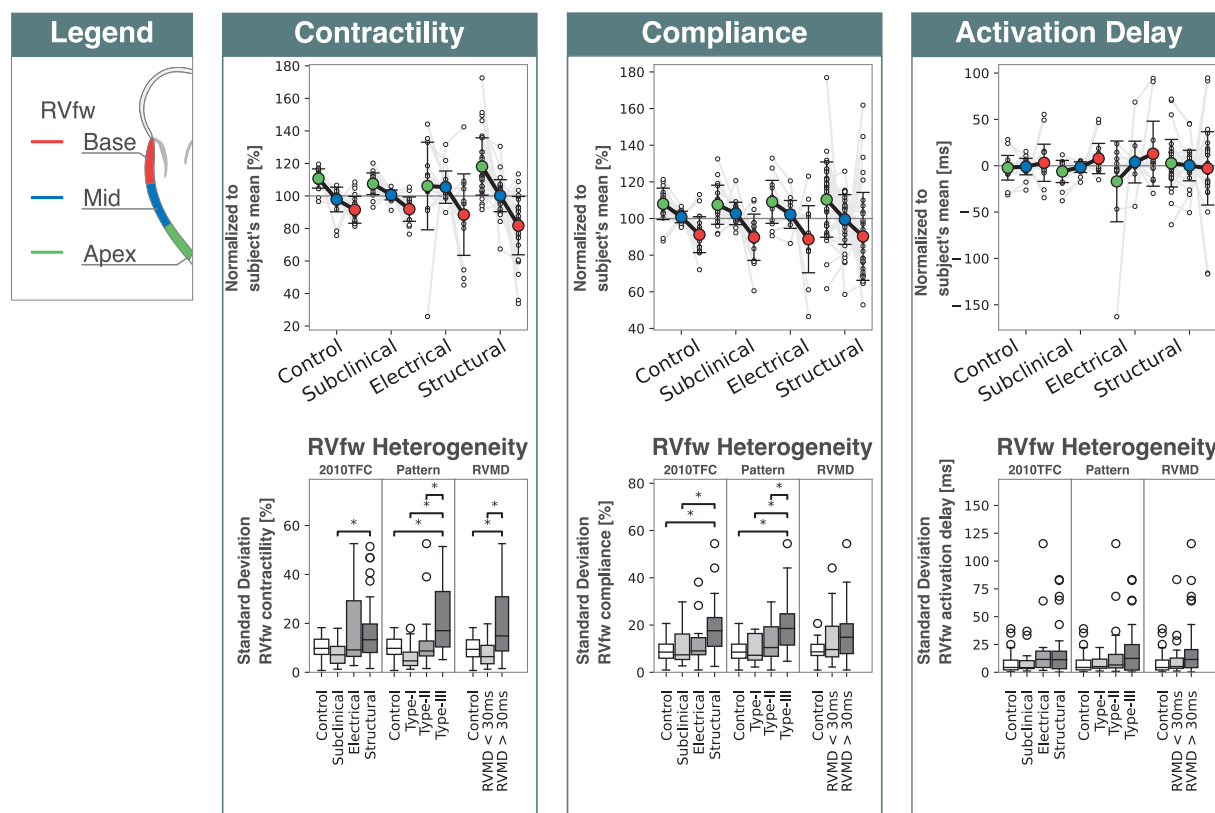 Legend
RVfw
Base
Mid
Apex
Contractility
Normalized to
subject's mean [%]
180
160
140
120
100
80
60
40
20
Control
Subclinical
Electrical
Structural
RVfw Heterogeneity
2010TFC Pattern RVMD
Standard Deviation
RVfw contractility [%]
60
40
20
0
* * * * * *
Control
Subclinical
Electrical
Structural
Control
Type-I
Type-II
Type-III
Control
RVMD < 30ms
RVMD > 30ms
Compliance
Normalized to
subject's mean [%]
180
160
140
120
100
80
60
40
Control
Subclinical
Electrical
Structural
RVfw Heterogeneity
2010TFC Pattern RVMD
Standard Deviation
RVfw compliance [%]
80
60
40
20
0
* * * * *
Control
Subclinical
Electrical
Structural
Control
Type-I
Type-II
Type-III
Control
RVMD < 30ms
RVMD > 30ms
Activation Delay
Normalized to
subject's mean [ms]
100
50
0
−50
−100
−150
Control
Subclinical
Electrical
Structural
RVfw Heterogeneity
2010TFC Pattern RVMD
Standard Deviation
RVfw activation delay [ms]
150
125
100
75
50
25
0
Control
Subclinical
Electrical
Structural
Control
Type-I
Type-II
Type-III
Control
RVMD < 30ms
RVMD > 30ms